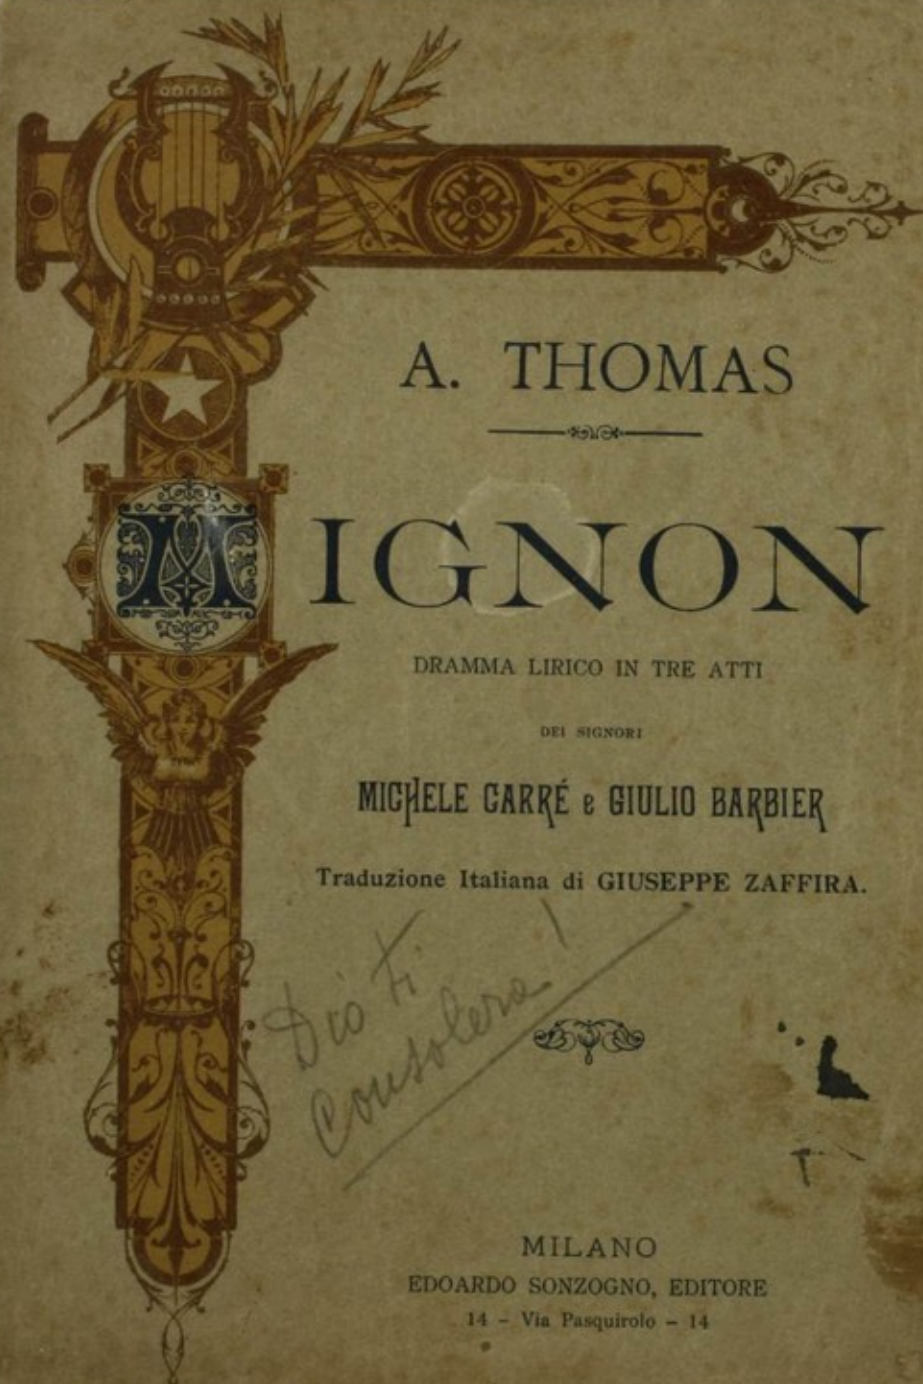 A. THOMAS
MIGNON
DRAMMA LIRICO IN TRE ATTI
DEI SIGNORI
MICHELE CARRÉ e GIULIO BARBIER
Traduzione Italiana di GIUSEPPE ZAFFIRA.
Dio ti
consolera!
MILANO
EDOARDO SONZOGNO, EDITORE
14 – Via Pasquirolo – 14